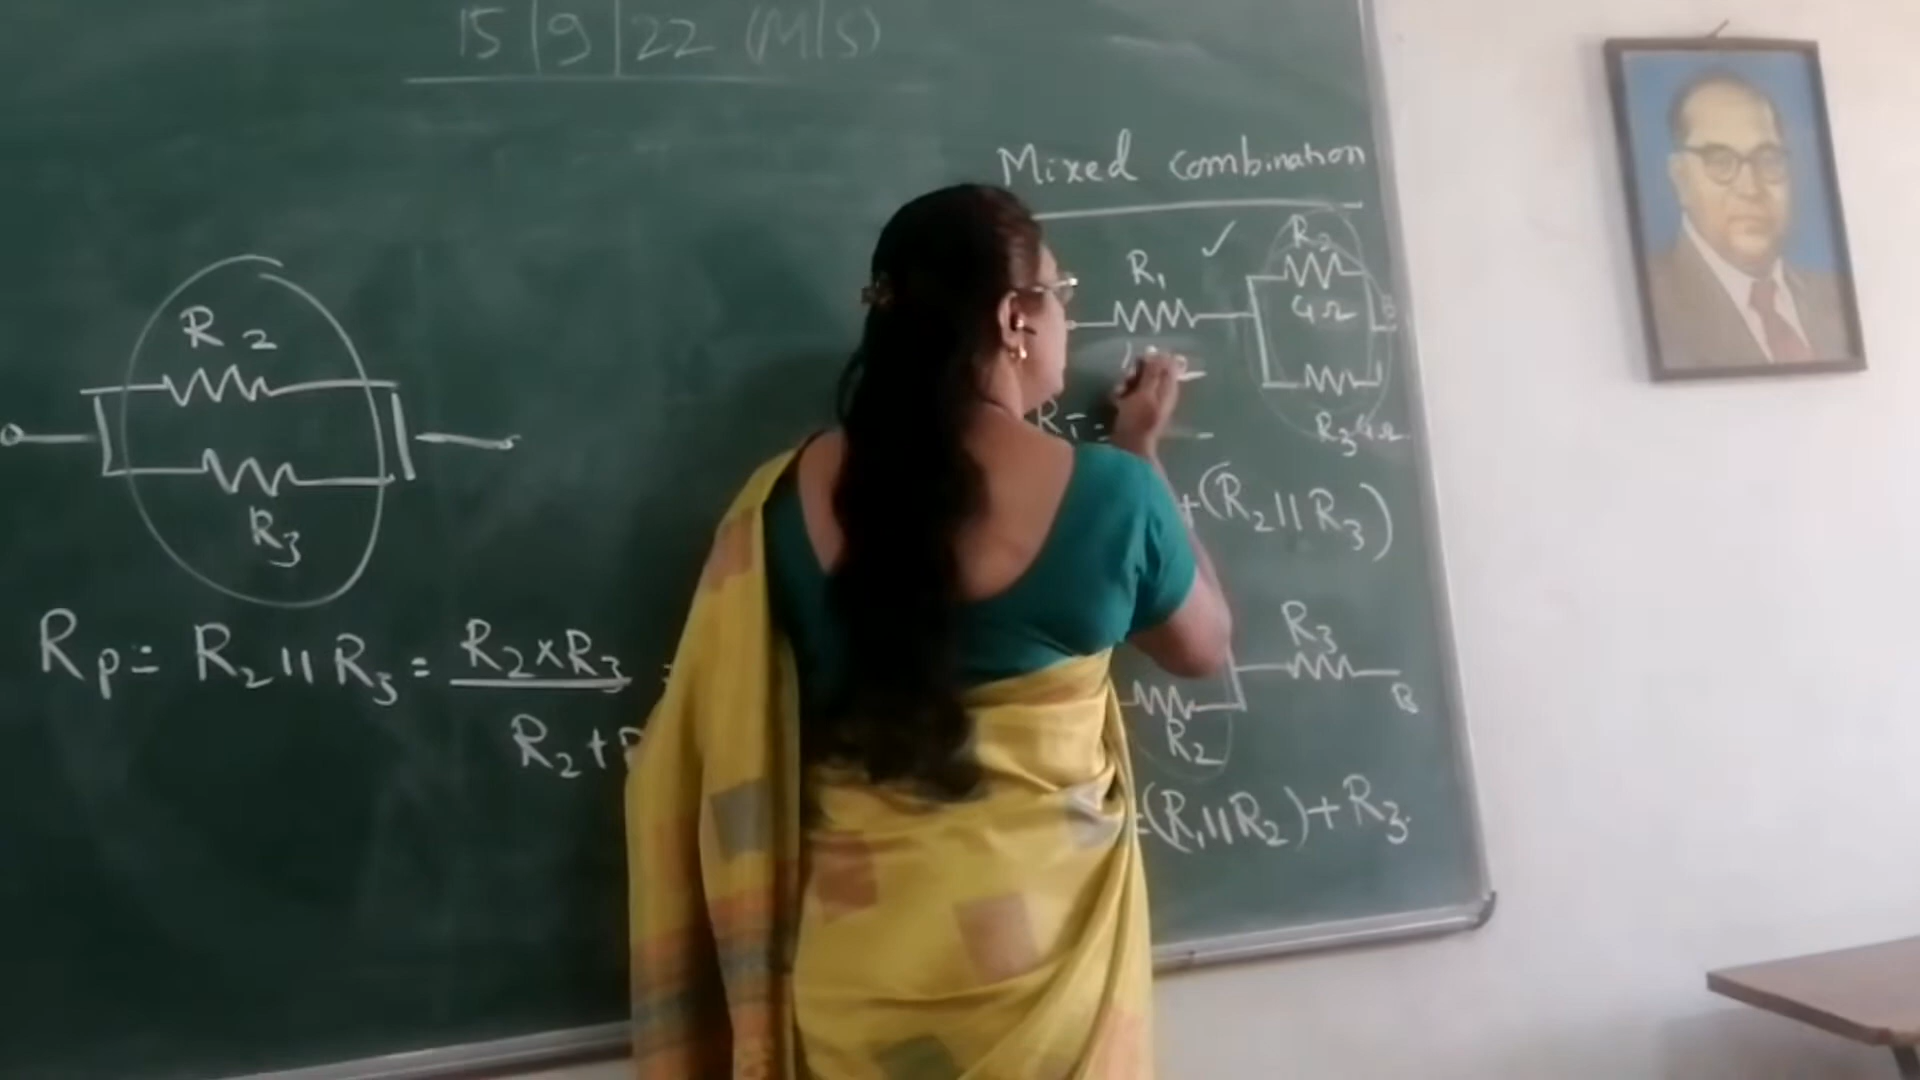 15/9/22 (M/S)
R2
R3
Rp = R2 || R3 = R2 x R3 =
R2 +
Mixed combination
✓
R1
R2
4Ω
B
R3 4Ω
RT =
+ (R2 || R3)
R3
R2
B
= (R1 || R2) + R3.